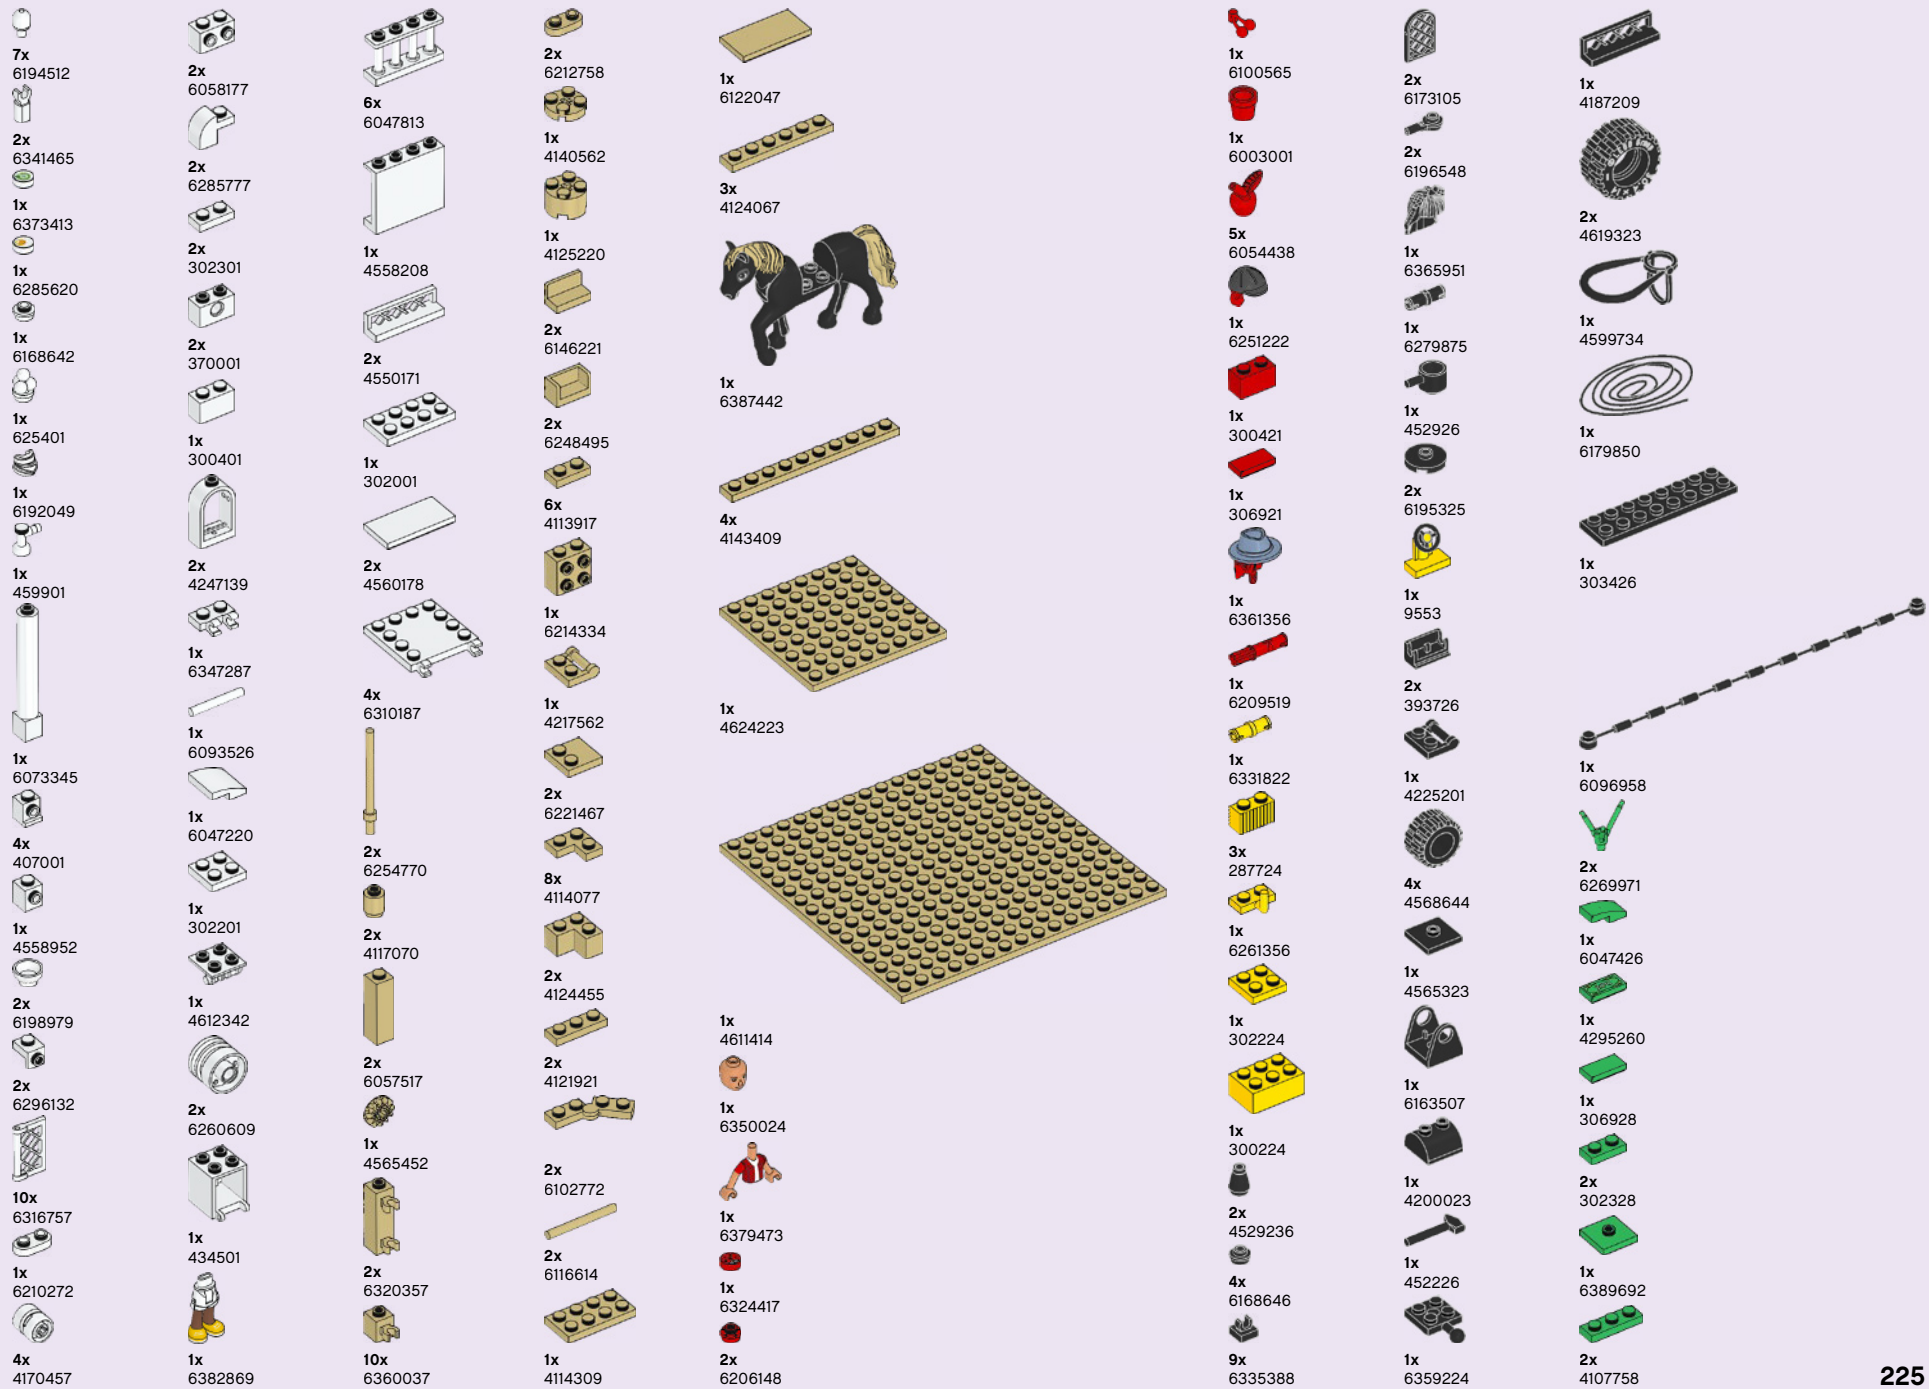 7x
6194512
2x
6341465
1x
6373413
1x
6285620
1x
6168642
1x
625401
1x
6192049
1x
459901
1x
6073345
4x
407001
1x
4558952
2x
6198979
2x
6296132
10x
6316757
1x
6210272
4x
4170457
2x
6058177
2x
6285777
2x
302301
2x
370001
1x
300401
2x
4247139
1x
6347287
1x
6093526
1x
6047220
1x
302201
1x
4612342
2x
6260609
1x
434501
1x
6382869
6x
6047813
1x
4558208
2x
4550171
1x
302001
2x
4560178
4x
6310187
2x
6254770
2x
4117070
2x
6057517
1x
4565452
2x
6320357
10x
6360037
2x
6212758
1x
4140562
1x
4125220
2x
6146221
2x
6248495
6x
4113917
1x
6214334
1x
4217562
2x
6221467
8x
4114077
2x
4124455
2x
4121921
2x
6102772
2x
6116614
1x
4114309
1x
6122047
3x
4124067
1x
6387442
4x
4143409
1x
4624223
1x
4611414
1x
6350024
1x
6379473
1x
6324417
2x
6206148
1x
6100565
1x
6003001
5x
6054438
1x
6251222
1x
300421
1x
306921
1x
6361356
1x
6209519
1x
6331822
3x
287724
1x
6261356
1x
302224
1x
300224
2x
4529236
4x
6168646
9x
6335388
2x
6173105
2x
6196548
1x
6365951
1x
6279875
1x
452926
2x
6195325
1x
9553
2x
393726
1x
4225201
4x
4568644
1x
4565323
1x
6163507
1x
4200023
1x
452226
1x
6359224
1x
4187209
2x
4619323
1x
4599734
1x
6179850
1x
303426
1x
6096958
2x
6269971
1x
6047426
1x
4295260
1x
306928
2x
302328
1x
6389692
2x
4107758
225